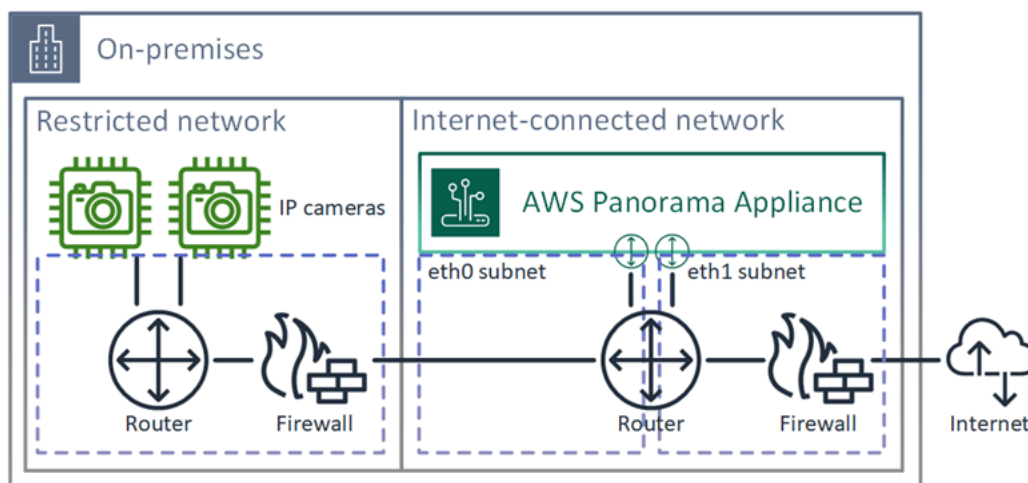 On-premises
Restricted network
Internet-connected network
IP cameras
AWS Panorama Appliance
eth0 subnet
eth1 subnet
Router
Firewall
Router
Firewall
Internet